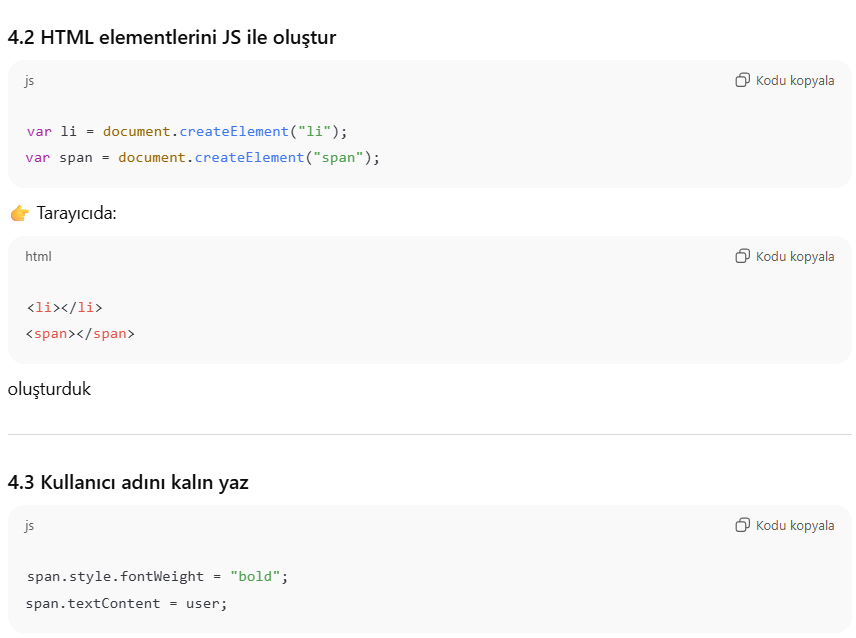 4.2 HTML elementlerini JS ile oluştur
js
Kodu kopyala
var li = document.createElement("li");
var span = document.createElement("span");
👉 Tarayıcıda:
html
Kodu kopyala
<li></li>
<span></span>
oluşturduk
4.3 Kullanıcı adını kalın yaz
js
Kodu kopyala
span.style.fontWeight = "bold";
span.textContent = user;